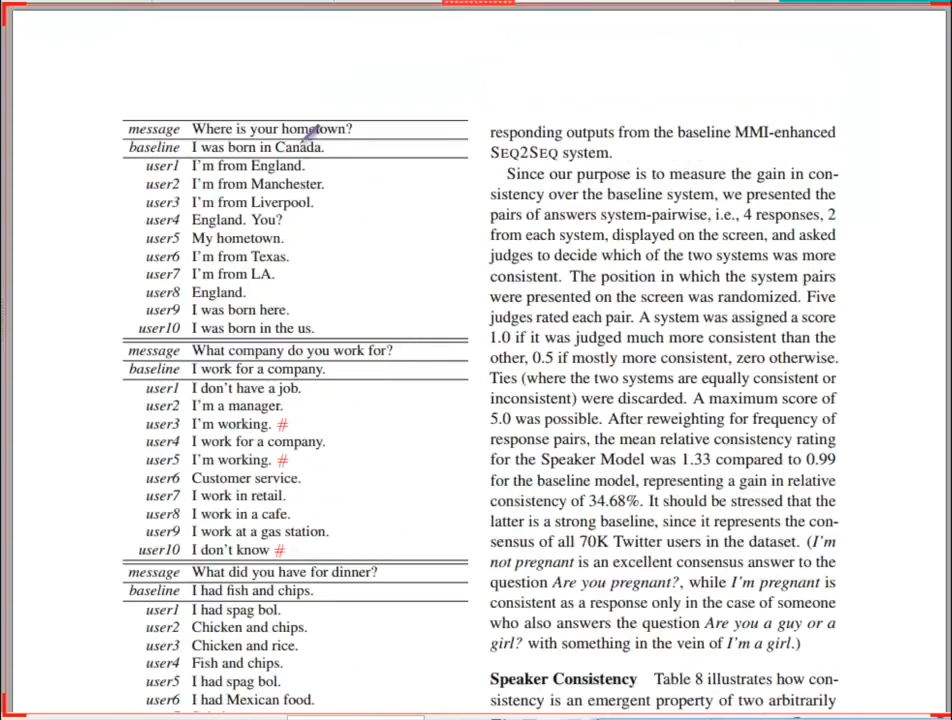 message Where is your hometown?
baseline I was born in Canada.
user1 I'm from England.
user2 I'm from Manchester.
user3 I'm from Liverpool.
user4 England. You?
user5 My hometown.
user6 I'm from Texas.
user7 I'm from LA.
user8 England.
user9 I was born here.
user10 I was born in the us.
message What company do you work for?
baseline I work for a company.
user1 I don't have a job.
user2 I'm a manager.
user3 I'm working. #
user4 I work for a company.
user5 I'm working. #
user6 Customer service.
user7 I work in retail.
user8 I work in a cafe.
user9 I work at a gas station.
user10 I don't know #
message What did you have for dinner?
baseline I had fish and chips.
user1 I had spag bol.
user2 Chicken and chips.
user3 Chicken and rice.
user4 Fish and chips.
user5 I had spag bol.
user6 I had Mexican food.
responding outputs from the baseline MMI-enhanced
SEQ2SEQ system.
Since our purpose is to measure the gain in con-
sistency over the baseline system, we presented the
pairs of answers system-pairwise, i.e., 4 responses, 2
from each system, displayed on the screen, and asked
judges to decide which of the two systems was more
consistent. The position in which the system pairs
were presented on the screen was randomized. Five
judges rated each pair. A system was assigned a score
1.0 if it was judged much more consistent than the
other, 0.5 if mostly more consistent, zero otherwise.
Ties (where the two systems are equally consistent or
inconsistent) were discarded. A maximum score of
5.0 was possible. After reweighting for frequency of
response pairs, the mean relative consistency rating
for the Speaker Model was 1.33 compared to 0.99
for the baseline model, representing a gain in relative
consistency of 34.68%. It should be stressed that the
latter is a strong baseline, since it represents the con-
sensus of all 70K Twitter users in the dataset. (I'm
not pregnant is an excellent consensus answer to the
question Are you pregnant?, while I'm pregnant is
consistent as a response only in the case of someone
who also answers the question Are you a guy or a
girl? with something in the vein of I'm a girl.)
Speaker Consistency Table 8 illustrates how con-
sistency is an emergent property of two arbitrarily